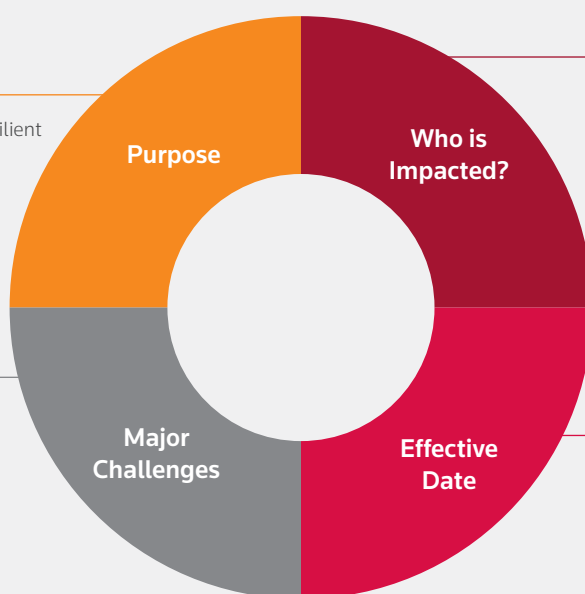 Purpose
Who is
Impacted?
Major
Challenges
Effective
Date